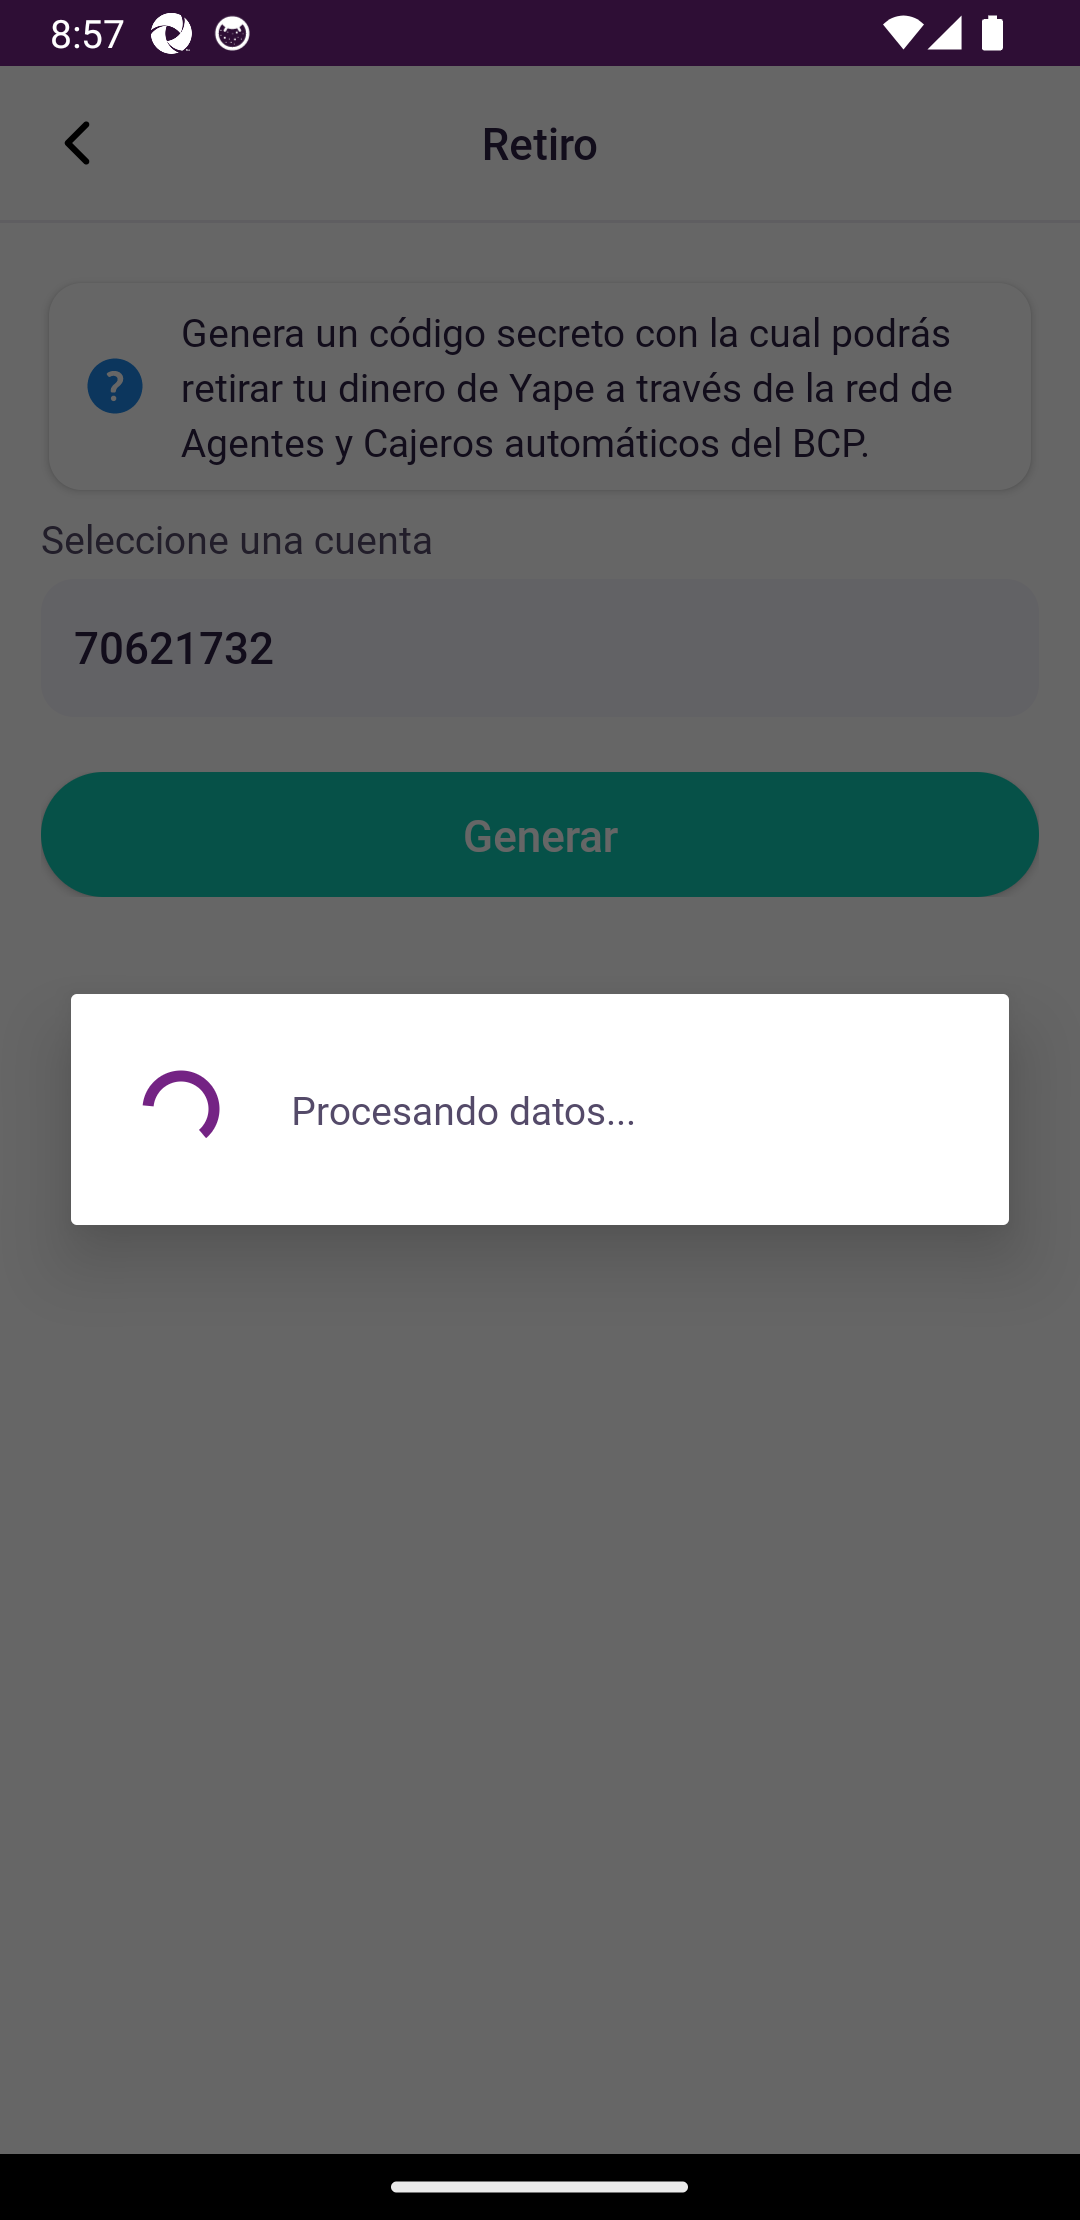 8:57
Retiro
Genera un código secreto con la cual podrás
retirar tu dinero de Yape a través de la red de
Agentes y Cajeros automáticos del BCP.
Seleccione una cuenta
70621732
Generar
Procesando datos...